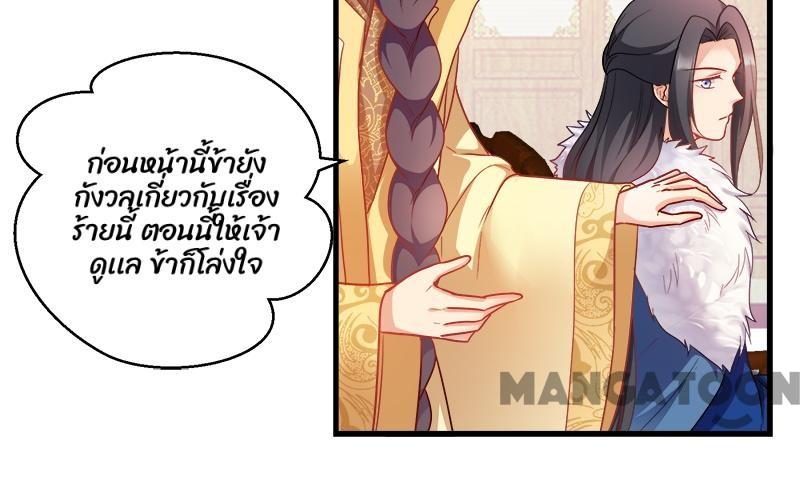 ก่อนหน้านี้ข้ายัง
กังวลเกี่ยวกับเรื่อง
ร้ายนี้ ตอนนี้ให้เจ้า
ดูแล ข้าก็โล่งใจ
MANGATOON